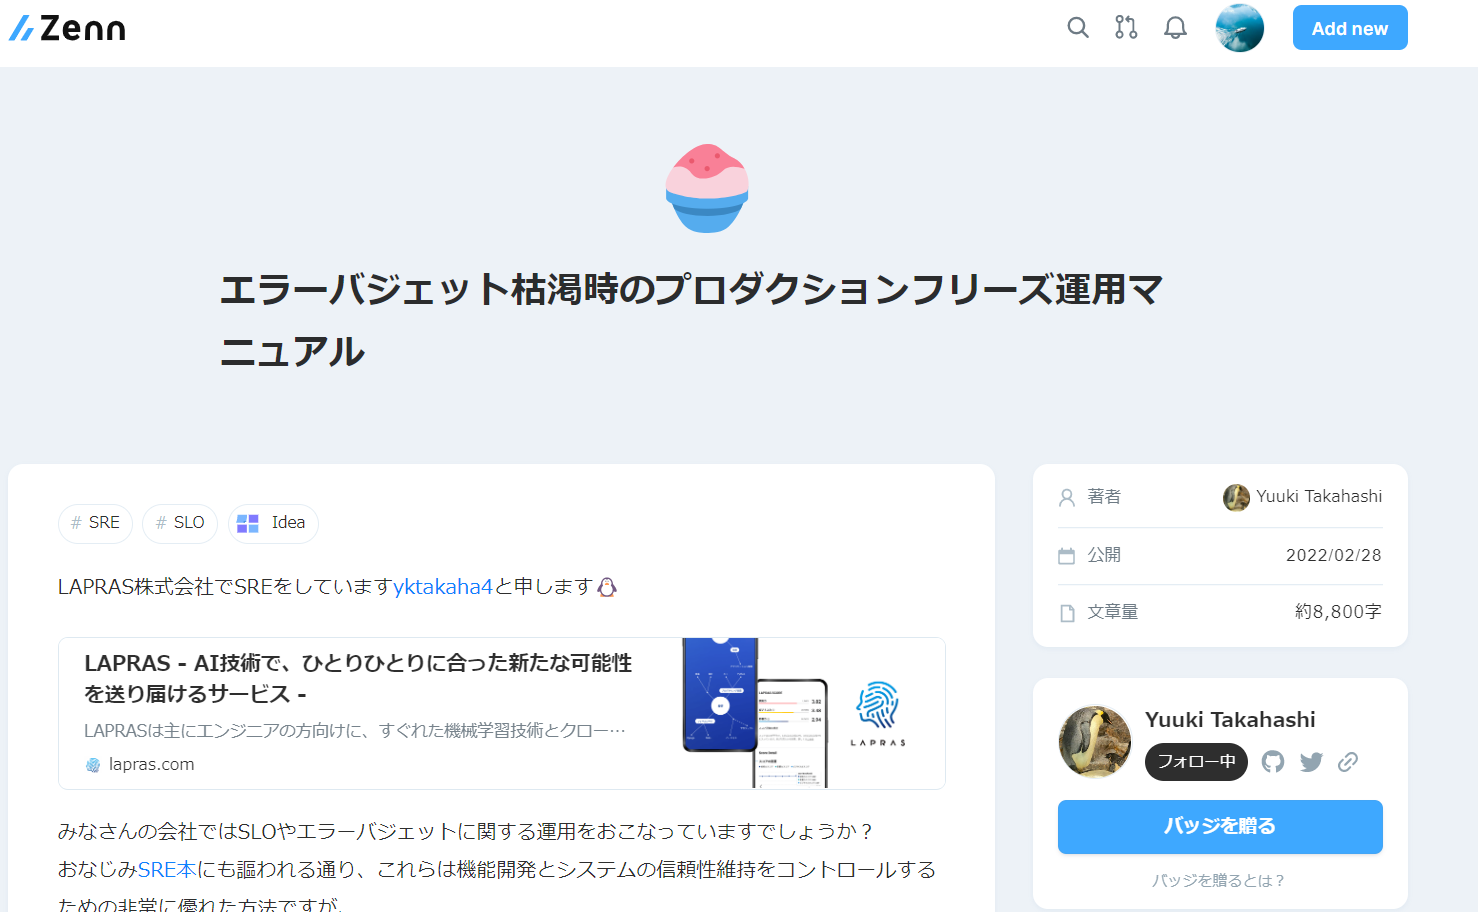 Zenn
Add new
エラーバジェット枯渇時のプロダクションフリーズ運用マ
ニュアル
# SRE
# SLO
Idea
LAPRAS株式会社でSREをしていますyktakaha4と申します🐧
LAPRAS - AI技術で、ひとりひとりに合った新たな可能性
を送り届けるサービス -
LAPRASは主にエンジニアの方向けに、すぐれた機械学習技術とクロー…
lapras.com
LAPRAS
みなさんの会社ではSLOやエラーバジェットに関する運用をおこなっていますでしょうか？
おなじみSRE本にも謳われる通り、これらは機能開発とシステムの信頼性維持をコントロールする
ための非常に優れた方法ですが、
著者 Yuuki Takahashi
公開 2022/02/28
文章量 約8,800字
Yuuki Takahashi
フォロー中
バッジを贈る
バッジを贈るとは？